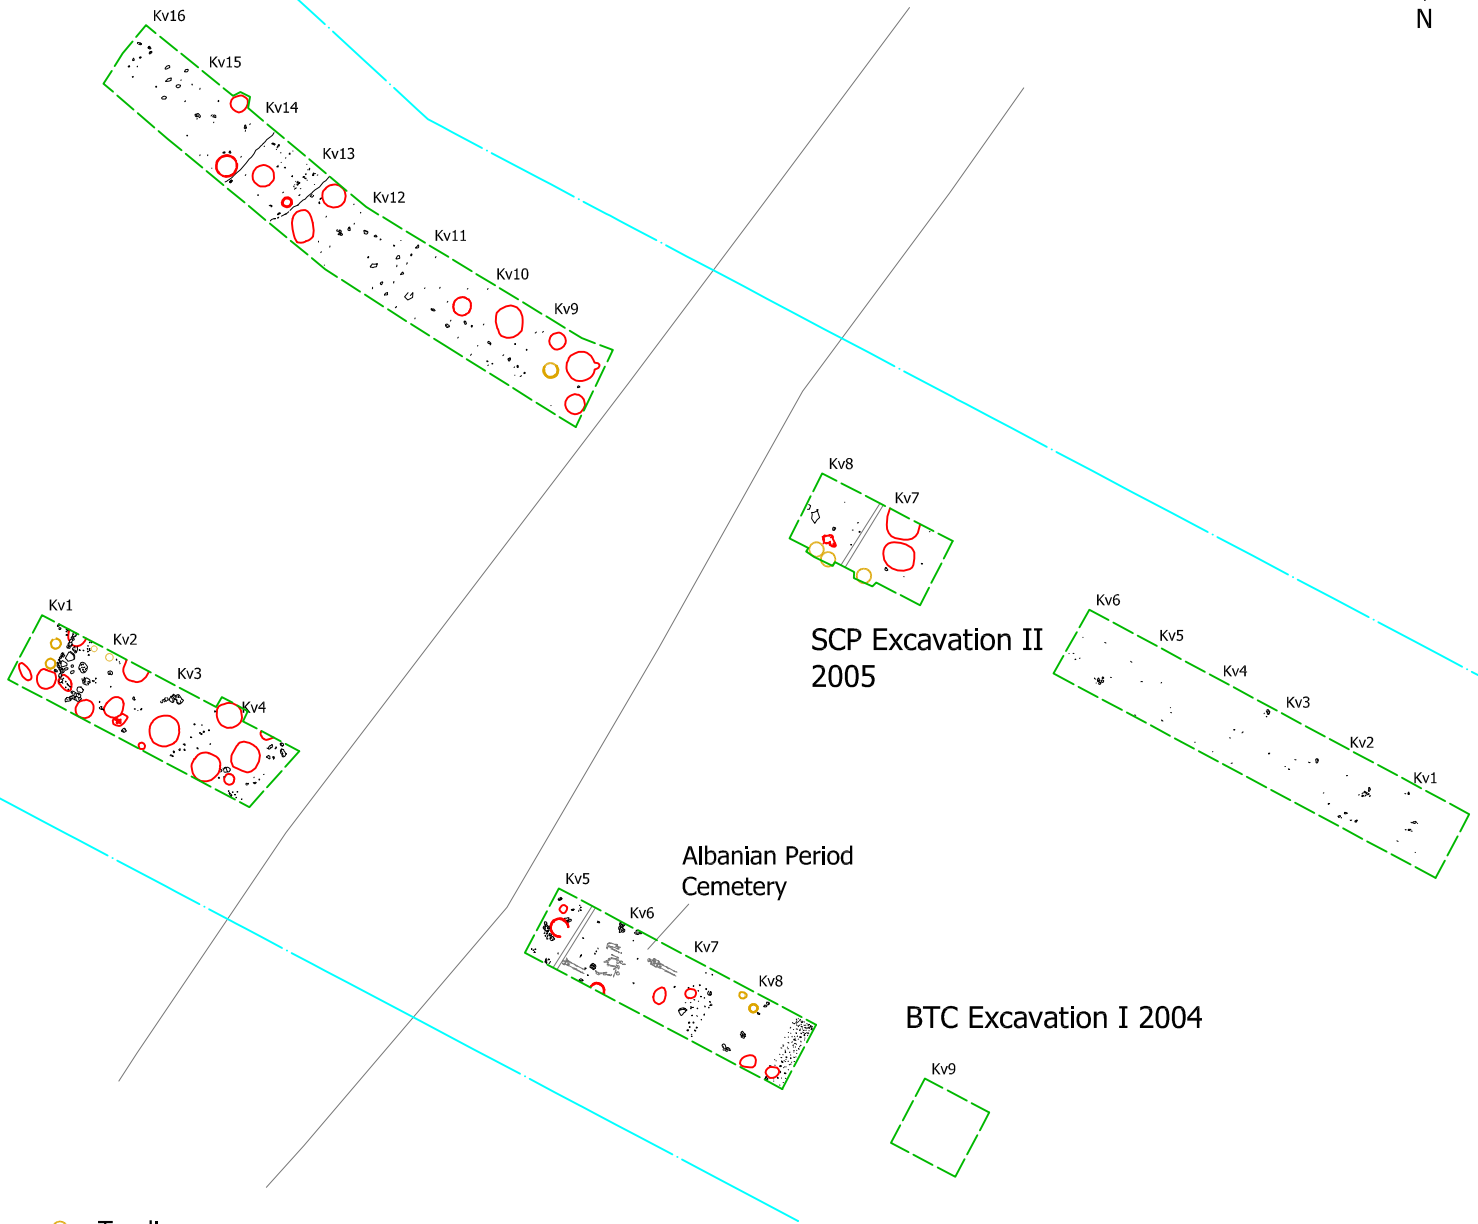 N
Kv16
Kv15
Kv14
Kv13
Kv12
Kv11
Kv10
Kv9
Kv8
Kv7
SCP Excavation II
2005
Kv6
Kv5
Kv4
Kv3
Kv2
Kv1
Kv1
Kv2
Kv3
Kv4
Albanian Period
Cemetery
Kv5
Kv6
Kv7
Kv8
BTC Excavation I 2004
Kv9